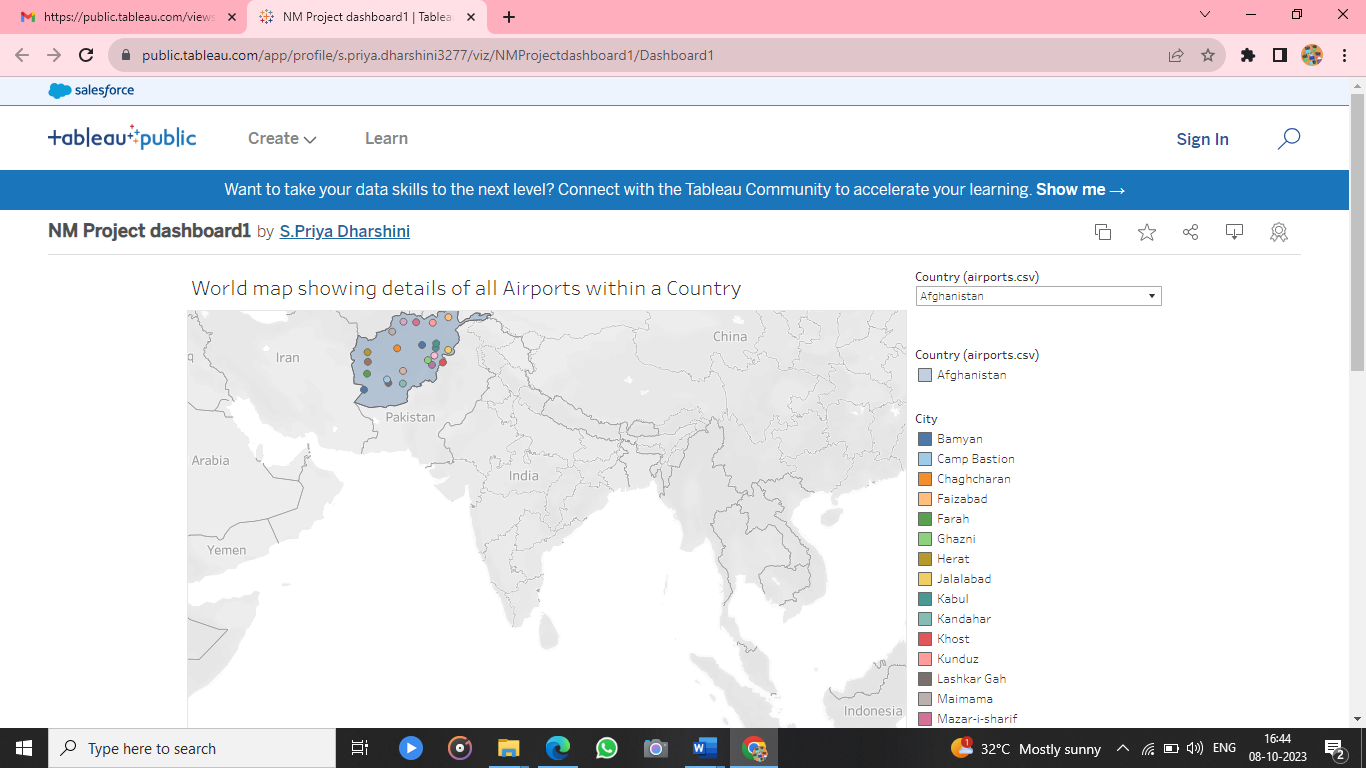 https://public.tableau.com/views
NM Project dashboard1 | Tablea
public.tableau.com/app/profile/s.priya.dharshini3277/viz/NMProjectdashboard1/Dashboard1
salesforce
tableau public
Create
Learn
Sign In
Want to take your data skills to the next level? Connect with the Tableau Community to accelerate your learning. Show me →
NM Project dashboard1 by S.Priya Dharshini
World map showing details of all Airports within a Country
Country (airports.csv)
Afghanistan
Iran
China
Pakistan
Arabia
India
Yemen
Indonesia
q
Country (airports.csv)
Afghanistan
City
Bamyan
Camp Bastion
Chaghcharan
Faizabad
Farah
Ghazni
Herat
Jalalabad
Kabul
Kandahar
Khost
Kunduz
Lashkar Gah
Maimama
Mazar-i-sharif
Type here to search
W
1
32°C Mostly sunny
ENG
16:44
08-10-2023
2